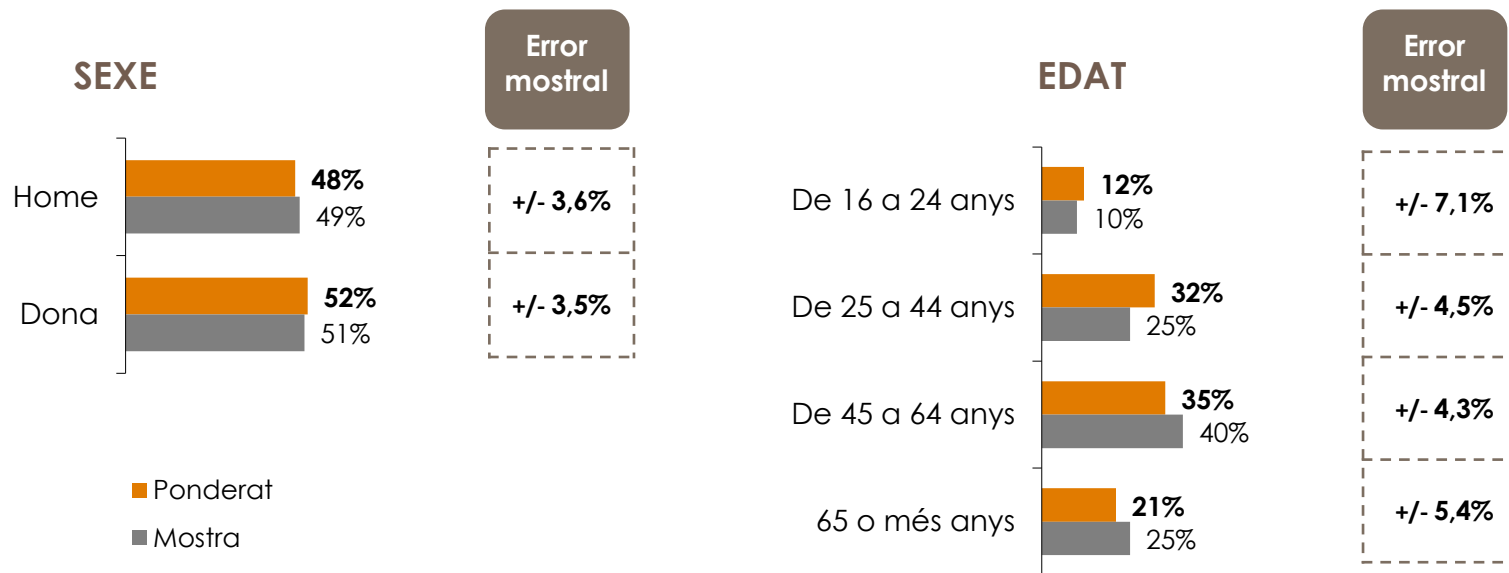 SEXE
Error
mostral
Home
48%
49%
+/- 3,6%
Dona
52%
51%
+/- 3,5%
Ponderat
Mostra
EDAT
Error
mostral
De 16 a 24 anys
12%
10%
+/- 7,1%
De 25 a 44 anys
32%
25%
+/- 4,5%
De 45 a 64 anys
35%
40%
+/- 4,3%
65 o més anys
21%
25%
+/- 5,4%